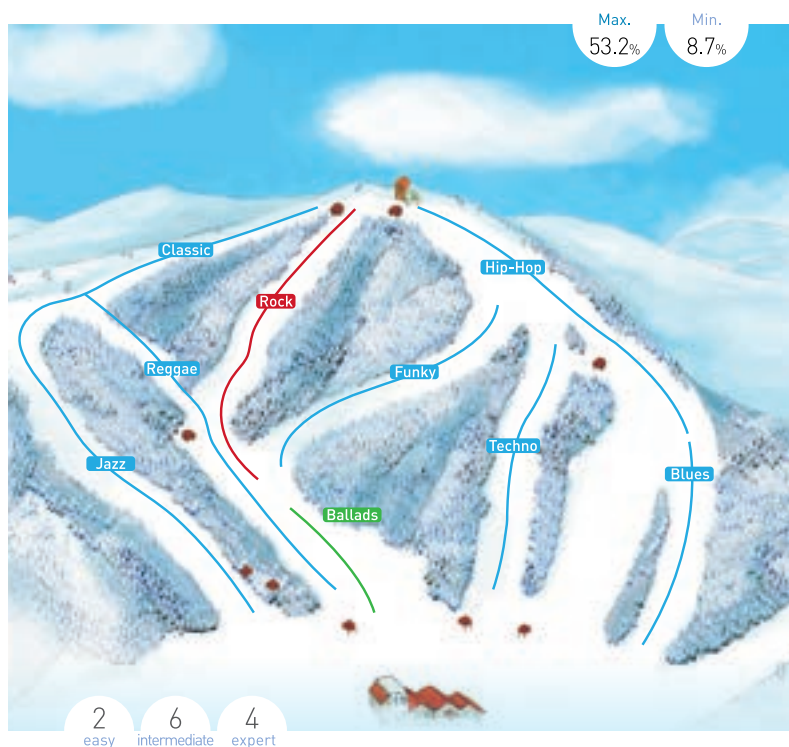 Max.
53.2%
Min.
8.7%
Classic
Hip-Hop
Rock
Reggae
Funky
Techno
Jazz
Blues
Ballads
2
easy
6
intermediate
4
expert